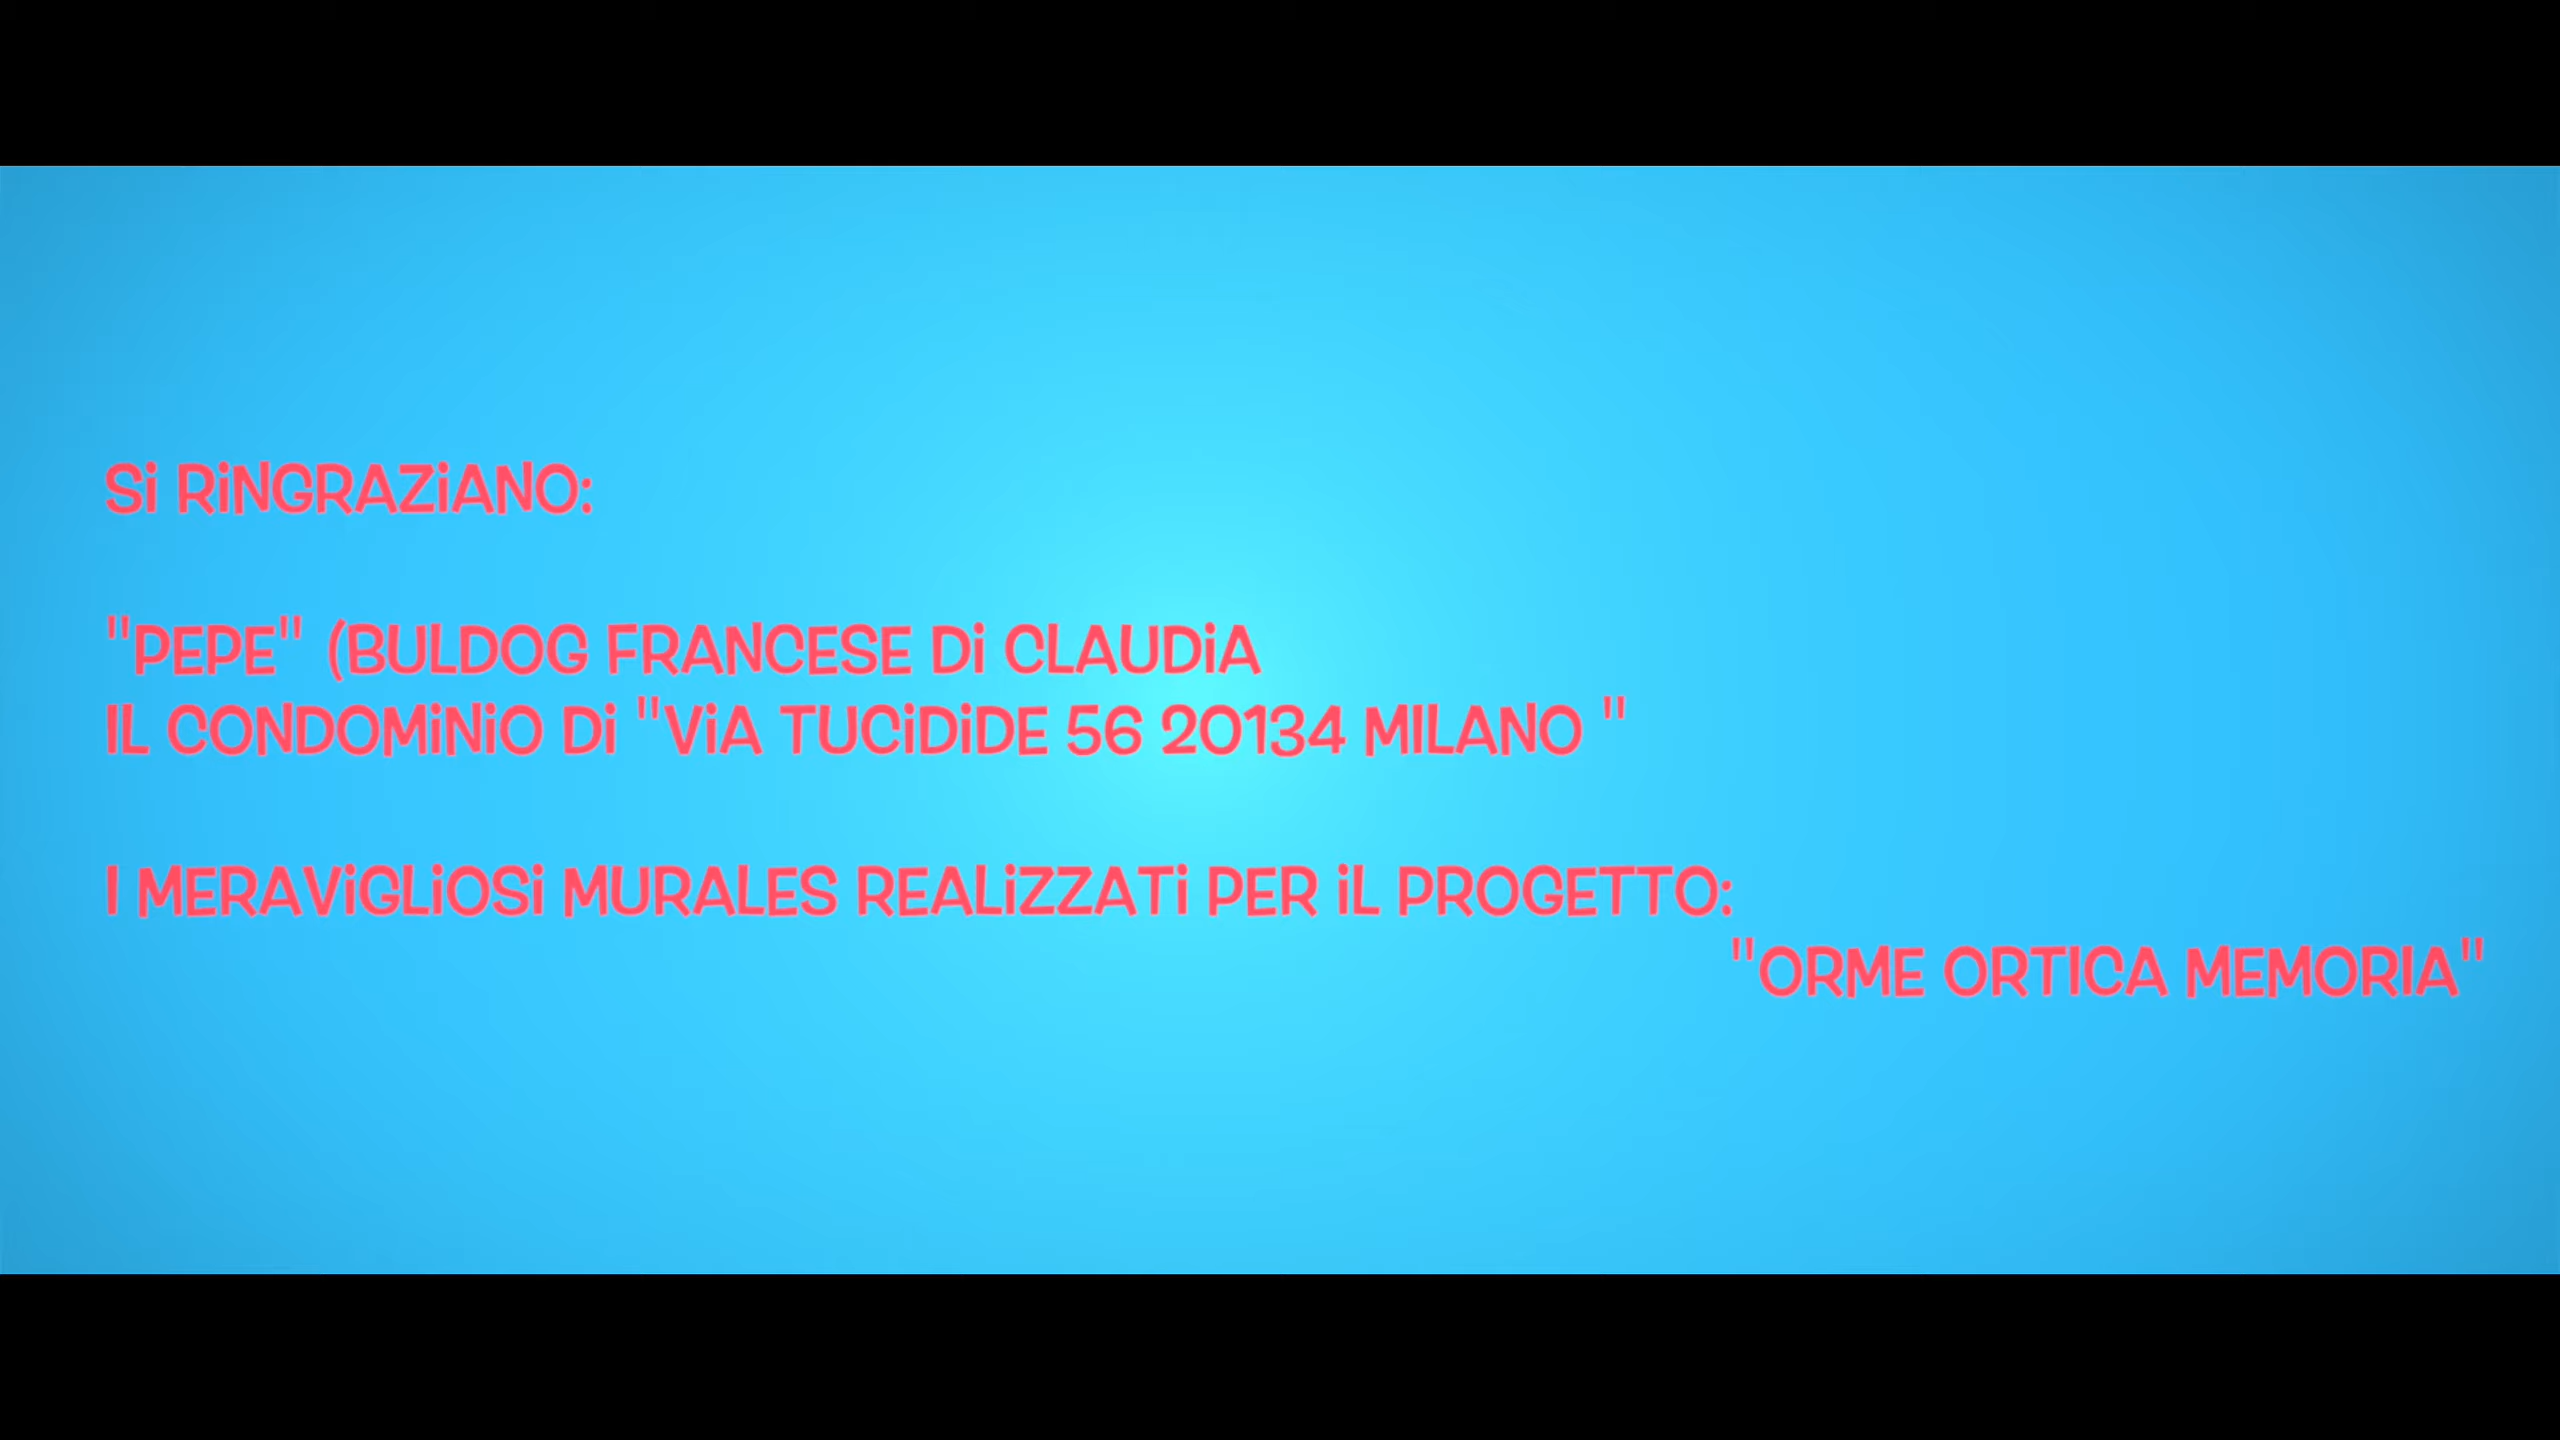 Si RiNGRAZiANO:
"PEPE" (BULDOG FRANCESE Di CLAUDiA
IL CONDOMiNiO Di "ViA TUCiDiDE 56 20134 MILANO "
I MERAViGLiOSi MURALES REALiZZATi PER iL PROGETTO:
"ORME ORTICA MEMORIA"